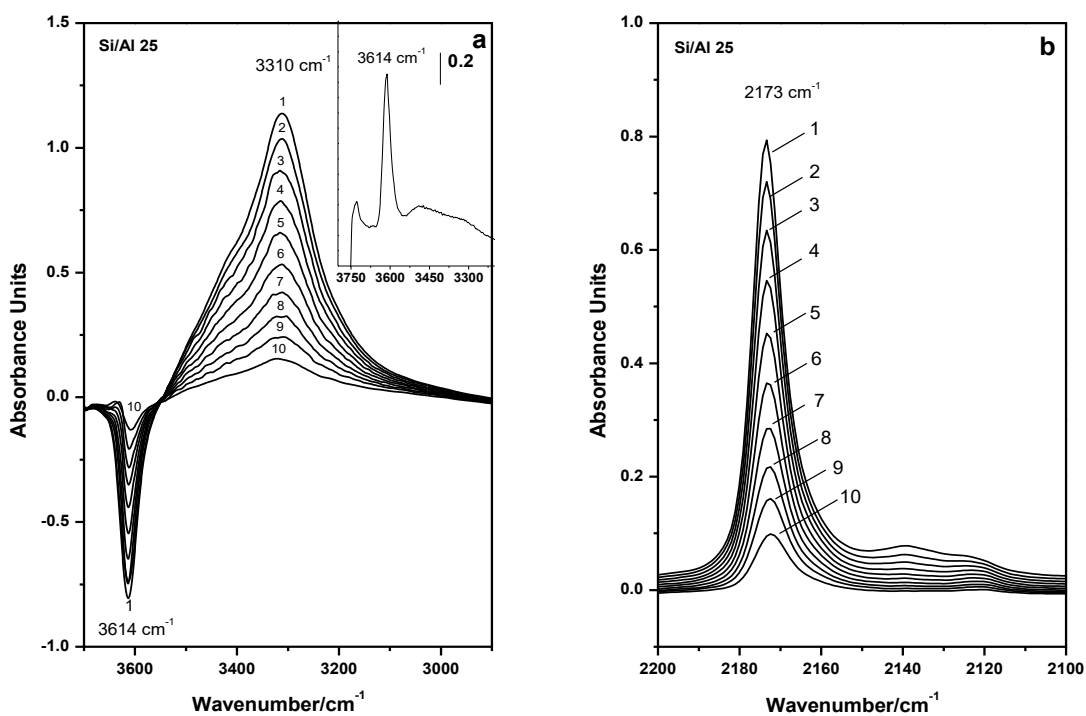 Si/Al 25
a
3310 cm⁻¹
3614 cm⁻¹
0.2
1
2
3
4
5
6
7
8
9
10
3750 3600 3450 3300
10
1
3614 cm⁻¹
1.5
1.0
0.5
0.0
-0.5
-1.0
Absorbance Units
3600 3400 3200 3000
Wavenumber/cm⁻¹
Si/Al 25
b
2173 cm⁻¹
1
2
3
4
5
6
7
8
9
10
1.0
0.8
0.6
0.4
0.2
0.0
Absorbance Units
2200 2180 2160 2140 2120 2100
Wavenumber/cm⁻¹